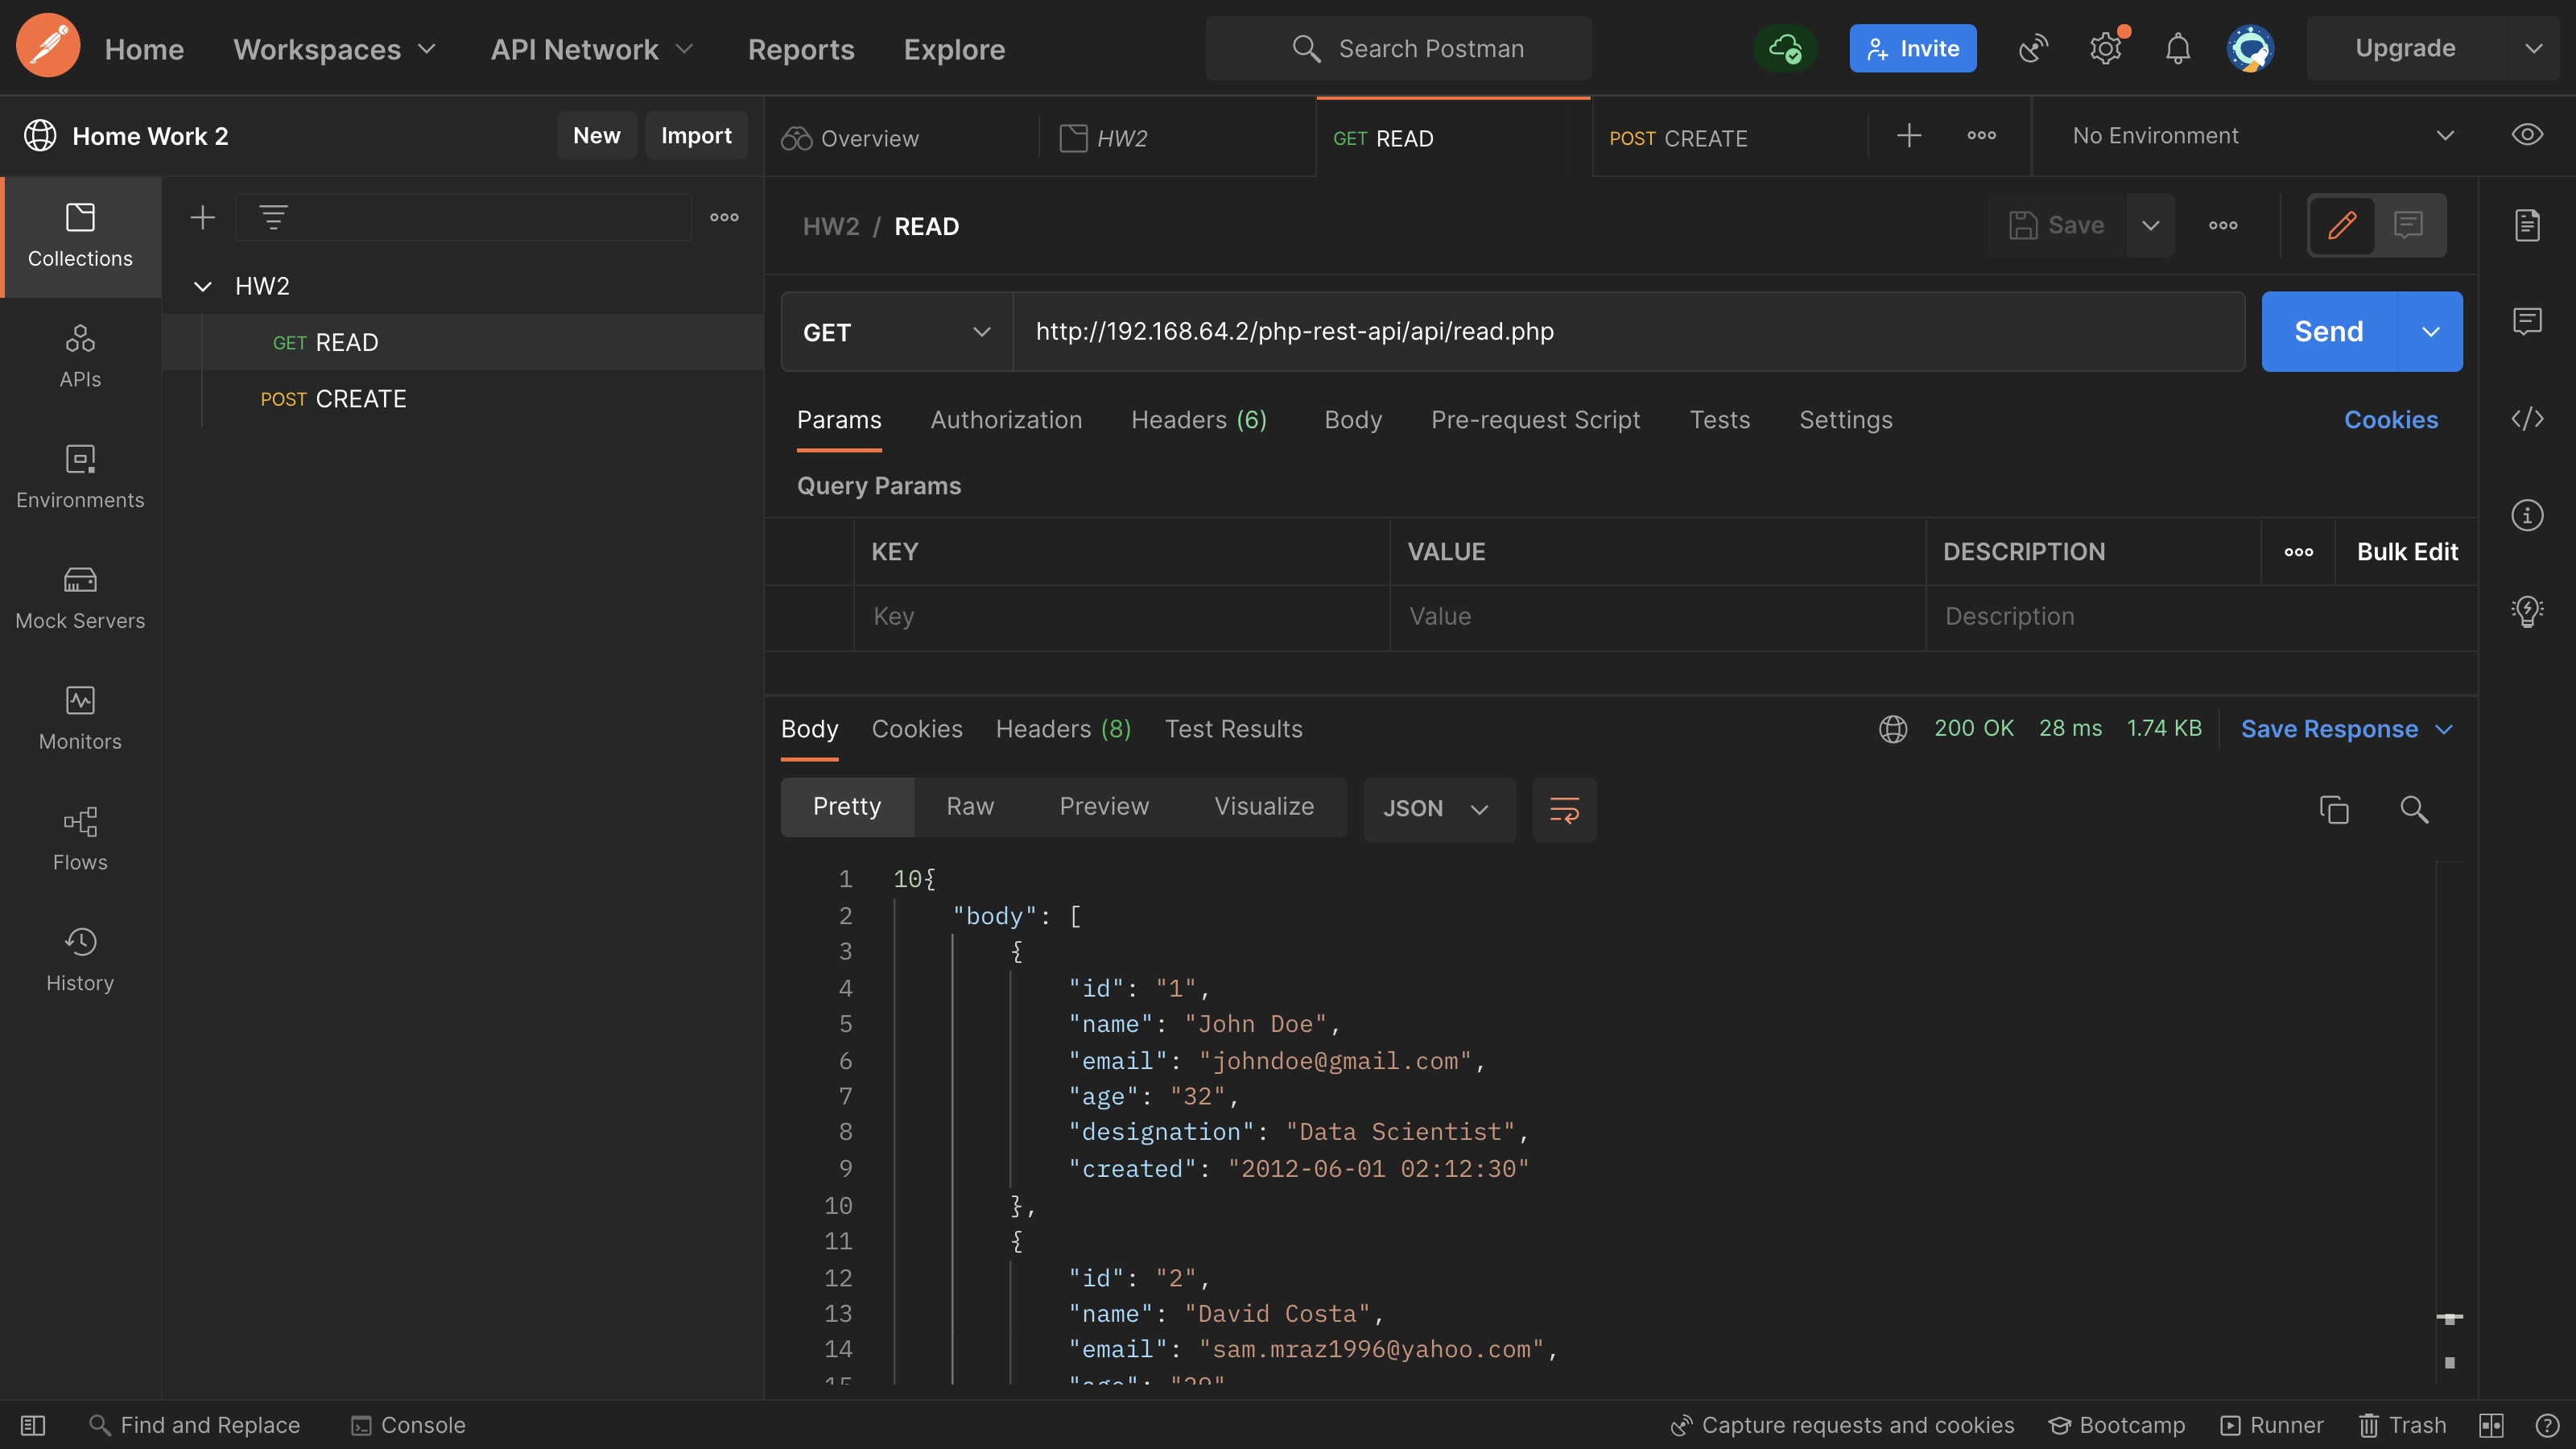 Home Workspaces API Network Reports Explore Search Postman Invite Upgrade
Home Work 2 New Import Overview HW2 GET READ POST CREATE No Environment
Collections
HW2 / READ Save
HW2
GET READ
POST CREATE
APIs
Environments
Mock Servers
Monitors
Flows
History
GET http://192.168.64.2/php-rest-api/api/read.php Send
Params Authorization Headers (6) Body Pre-request Script Tests Settings Cookies
Query Params
KEY VALUE DESCRIPTION Bulk Edit
Key Value Description
Body Cookies Headers (8) Test Results 200 OK 28 ms 1.74 KB Save Response
Pretty Raw Preview Visualize JSON
1 10{
2 "body": [
3 {
4 "id": "1",
5 "name": "John Doe",
6 "email": "johndoe@gmail.com",
7 "age": "32",
8 "designation": "Data Scientist",
9 "created": "2012-06-01 02:12:30"
10 },
11 {
12 "id": "2",
13 "name": "David Costa",
14 "email": "sam.mraz1996@yahoo.com",
15 "age": "29"
Find and Replace Console Capture requests and cookies Bootcamp Runner Trash